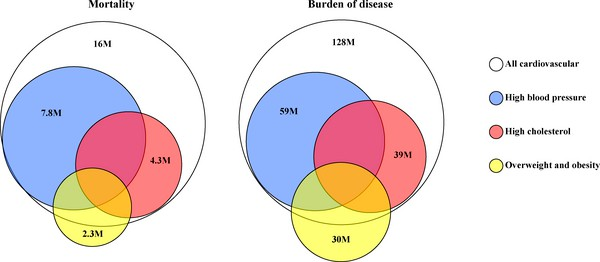 Mortality
16M
7.8M
4.3M
2.3M
Burden of disease
128M
59M
39M
30M
All cardiovascular
High blood pressure
High cholesterol
Overweight and obesity